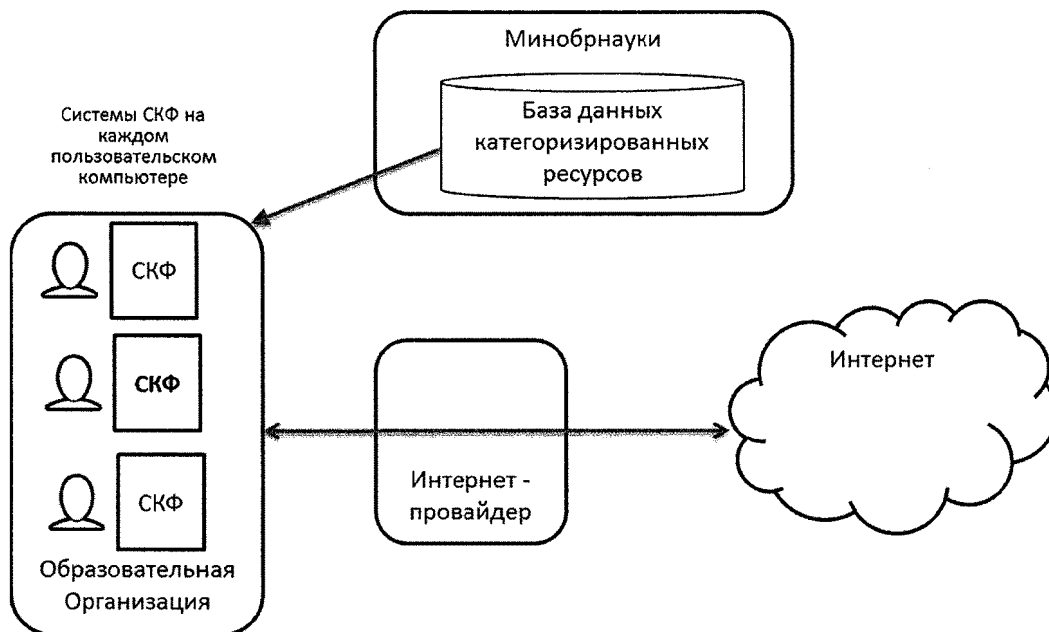 Минобрнауки
База данных
категоризированных
ресурсов
Системы СКФ на
каждом
пользовательском
компьютере
СКФ
СКФ
СКФ
Образовательная
Организация
Интернет -
провайдер
Интернет